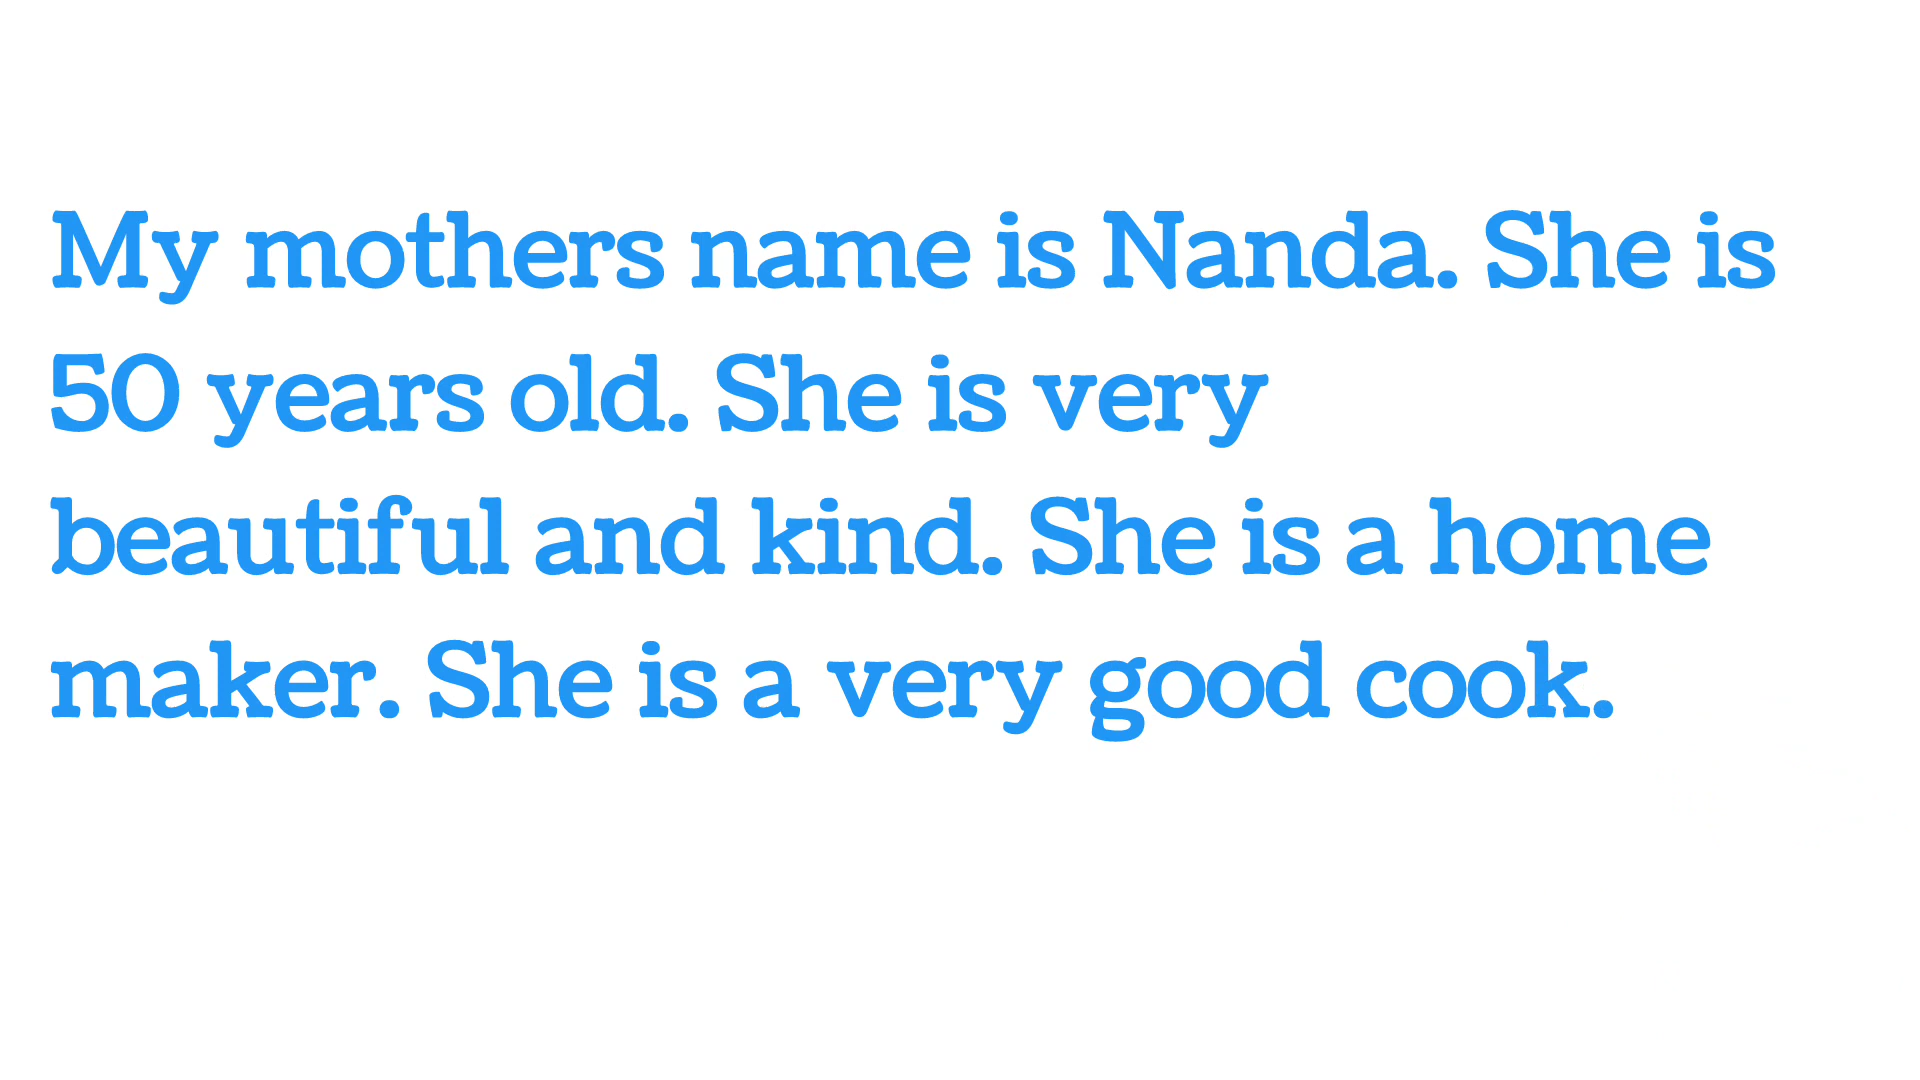 My mothers name is Nanda. She is
50 years old. She is very
beautiful and kind. She is a home
maker. She is a very good cook.